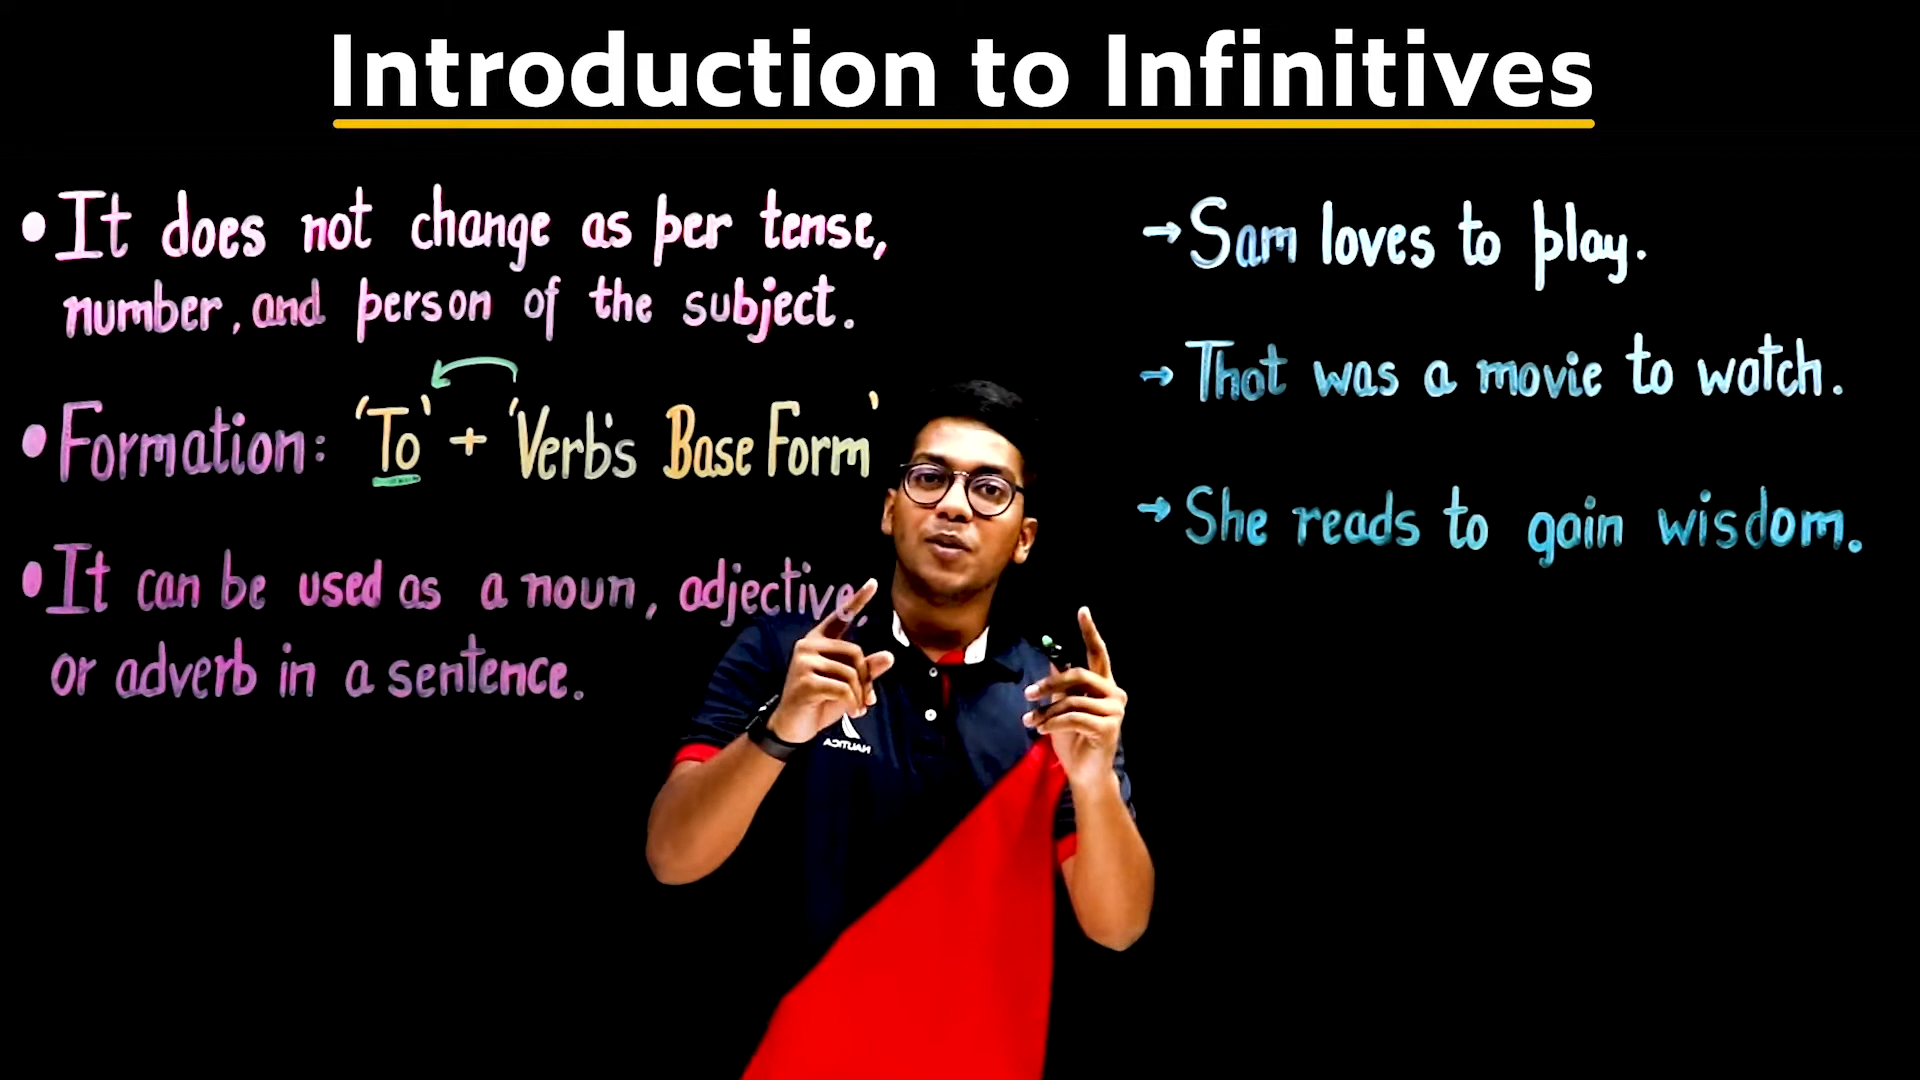 Introduction to Infinitives
• It does not change as per tense,
number, and person of the subject.
• Formation: 'To' + 'Verb's Base Form'
• It can be used as a noun, adjective,
or adverb in a sentence.
→ Sam loves to play.
→ That was a movie to watch.
→ She reads to gain wisdom.
NAUTICA